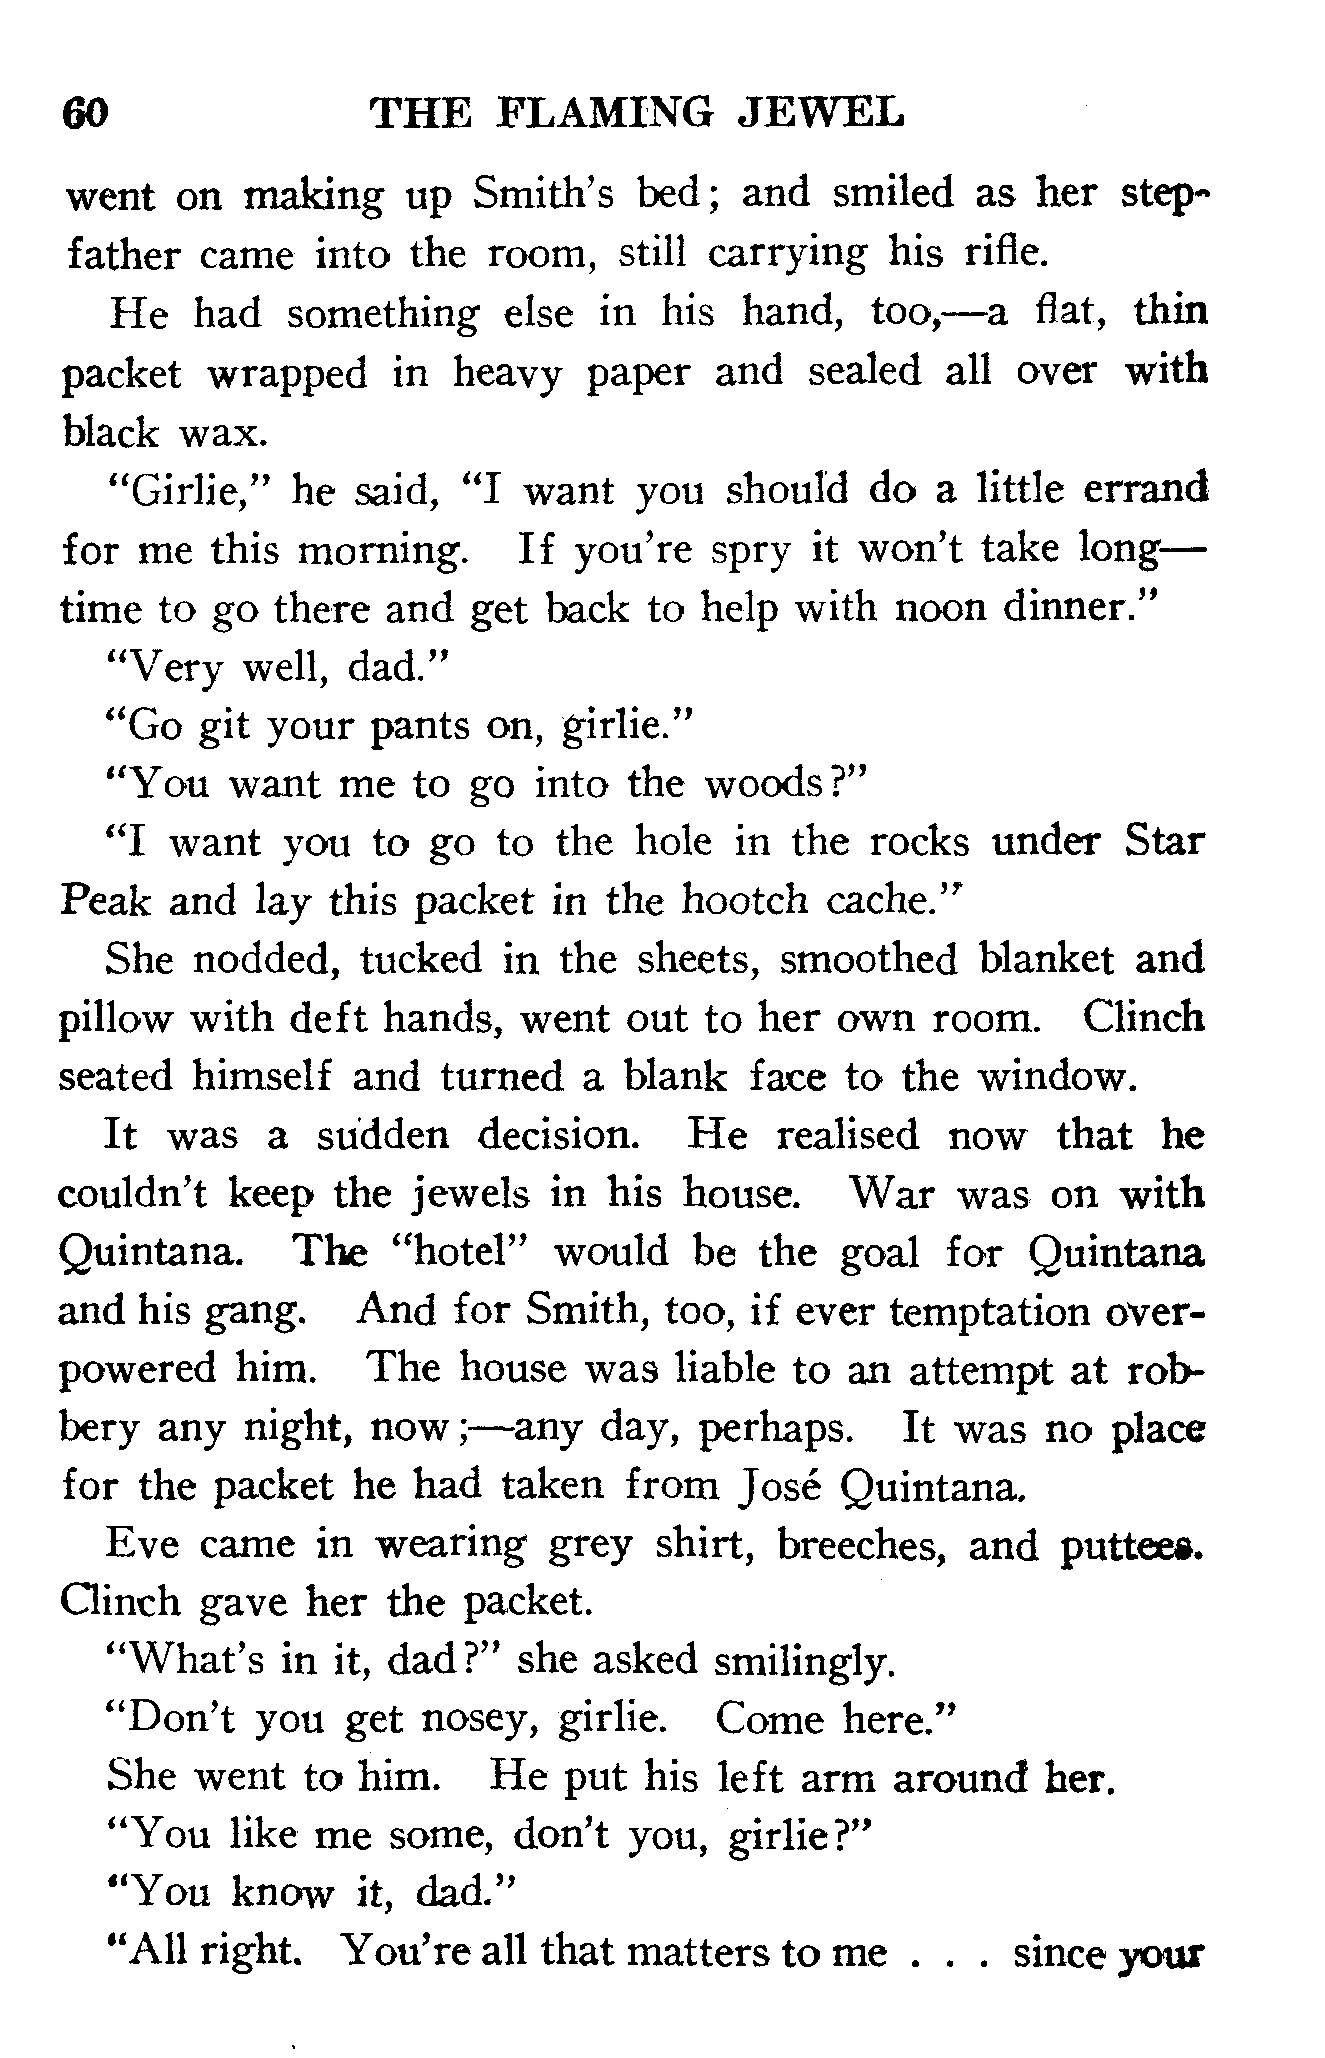 60 THE FLAMING JEWEL
went on making up Smith's bed; and smiled as her step-
father came into the room, still carrying his rifle.
He had something else in his hand, too,—a flat, thin
packet wrapped in heavy paper and sealed all over with
black wax.
“Girlie,” he said, “I want you should do a little errand
for me this morning. If you're spry it won't take long—
time to go there and get back to help with noon dinner.”
“Very well, dad.”
“Go git your pants on, girlie.”
“You want me to go into the woods?”
“I want you to go to the hole in the rocks under Star
Peak and lay this packet in the hootch cache.”
She nodded, tucked in the sheets, smoothed blanket and
pillow with deft hands, went out to her own room. Clinch
seated himself and turned a blank face to the window.
It was a sudden decision. He realised now that he
couldn't keep the jewels in his house. War was on with
Quintana. The “hotel” would be the goal for Quintana
and his gang. And for Smith, too, if ever temptation over-
powered him. The house was liable to an attempt at rob-
bery any night, now;—any day, perhaps. It was no place
for the packet he had taken from José Quintana.
Eve came in wearing grey shirt, breeches, and puttees.
Clinch gave her the packet.
“What's in it, dad?” she asked smilingly.
“Don't you get nosey, girlie. Come here.”
She went to him. He put his left arm around her.
“You like me some, don't you, girlie?”
“You know it, dad.”
“All right. You're all that matters to me . . . since your